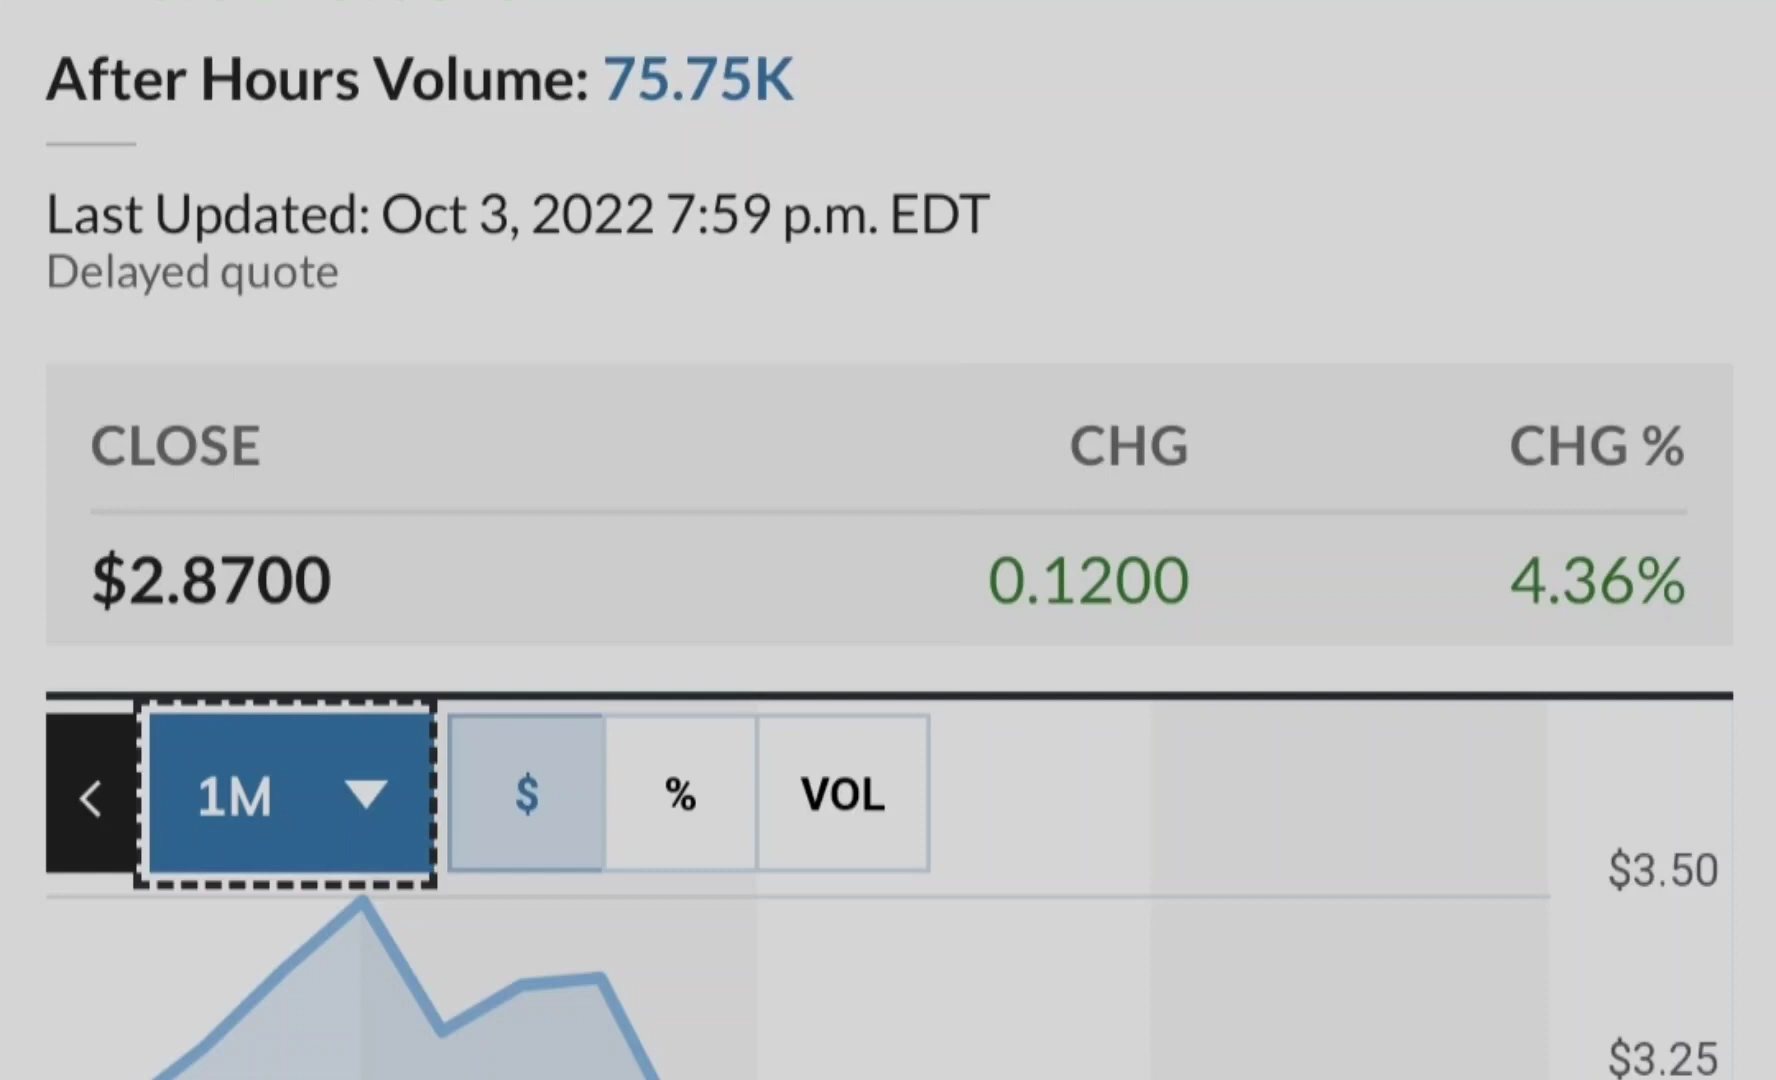 After Hours Volume: 75.75K
Last Updated: Oct 3, 2022 7:59 p.m. EDT
Delayed quote
CLOSE CHG CHG %
$2.8700 0.1200 4.36%
1M $ % VOL
$3.50
$3.25